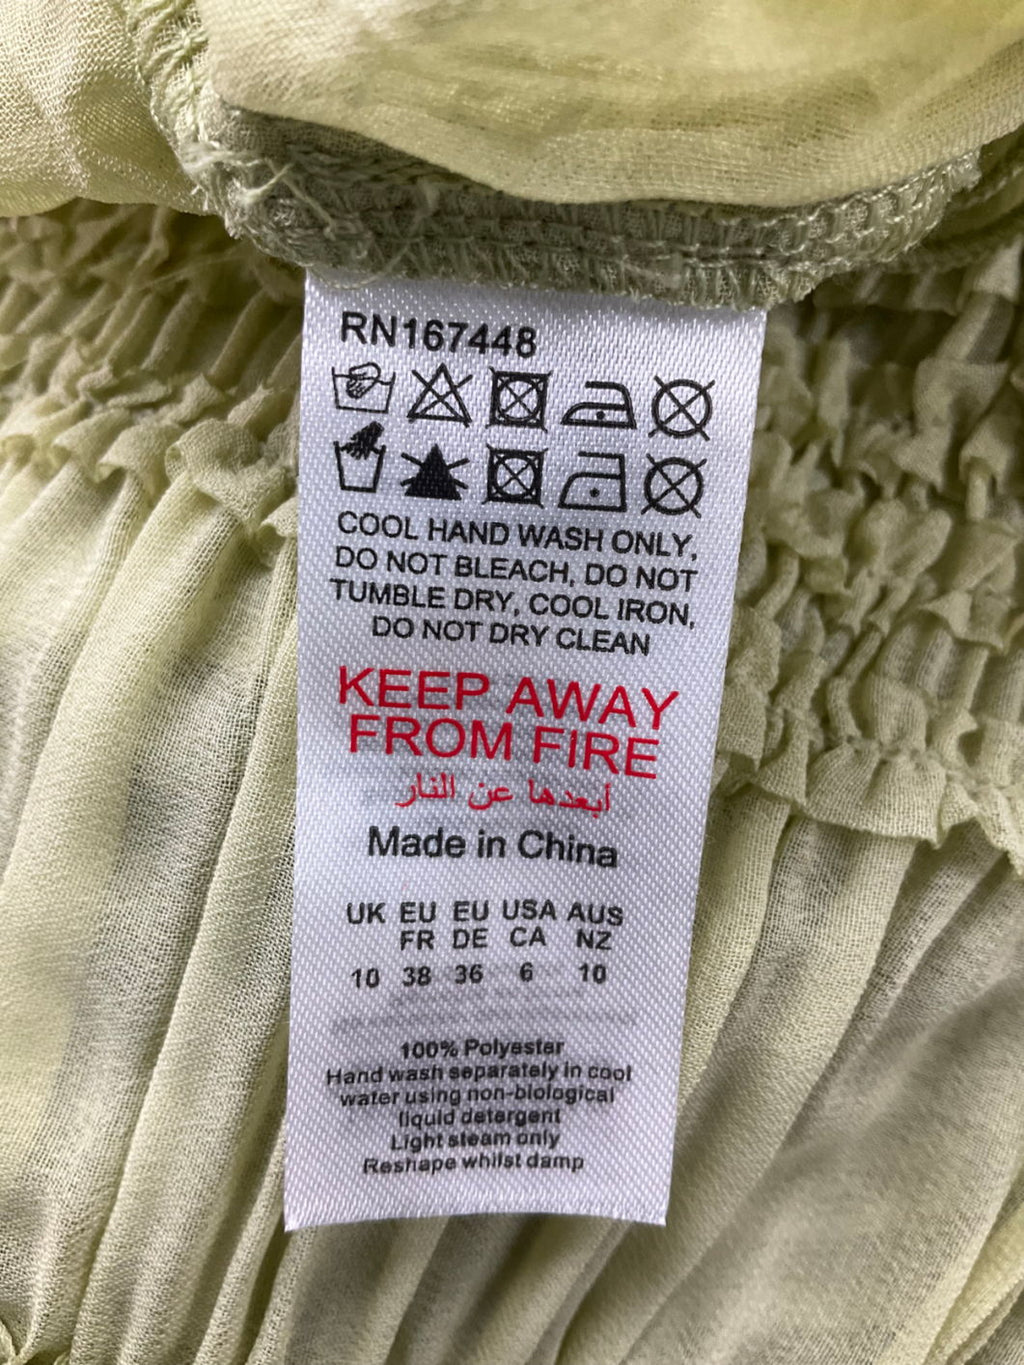 RN167448
COOL HAND WASH ONLY,
DO NOT BLEACH, DO NOT
TUMBLE DRY, COOL IRON,
DO NOT DRY CLEAN
KEEP AWAY
FROM FIRE
أبعدها عن النار
Made in China
UK EU EU USA AUS
FR DE CA NZ
10 38 36 6 10
100% Polyester
Hand wash separately in cool
water using non-biological
liquid detergent
Light steam only
Reshape whilst damp